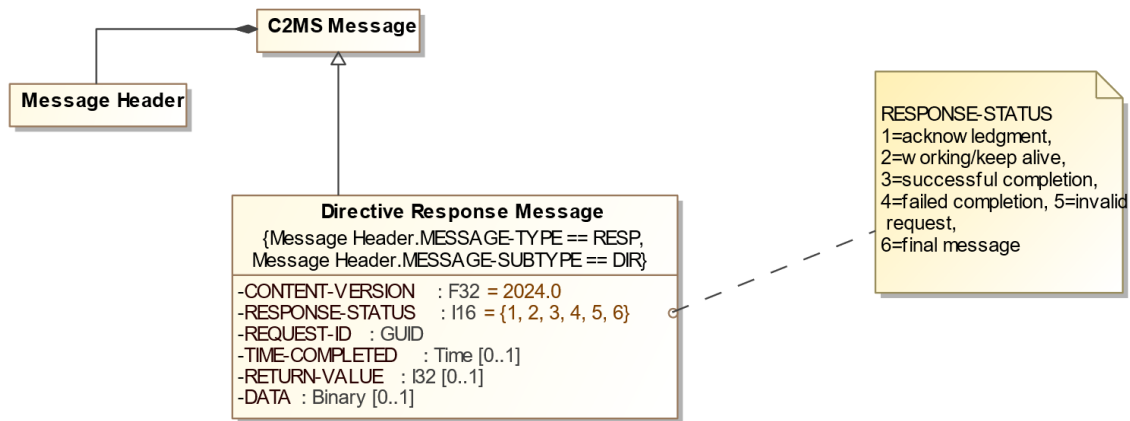 C2MS Message
Message Header
Directive Response Message
{Message Header.MESSAGE-TYPE == RESP,
Message Header.MESSAGE-SUBTYPE == DIR}
-CONTENT-VERSION : F32 = 2024.0
-RESPONSE-STATUS : I16 = {1, 2, 3, 4, 5, 6}
-REQUEST-ID : GUID
-TIME-COMPLETED : Time [0..1]
-RETURN-VALUE : I32 [0..1]
-DATA : Binary [0..1]
RESPONSE-STATUS
1=acknowledgment,
2=working/keep alive,
3=successful completion,
4=failed completion, 5=invalid
request,
6=final message